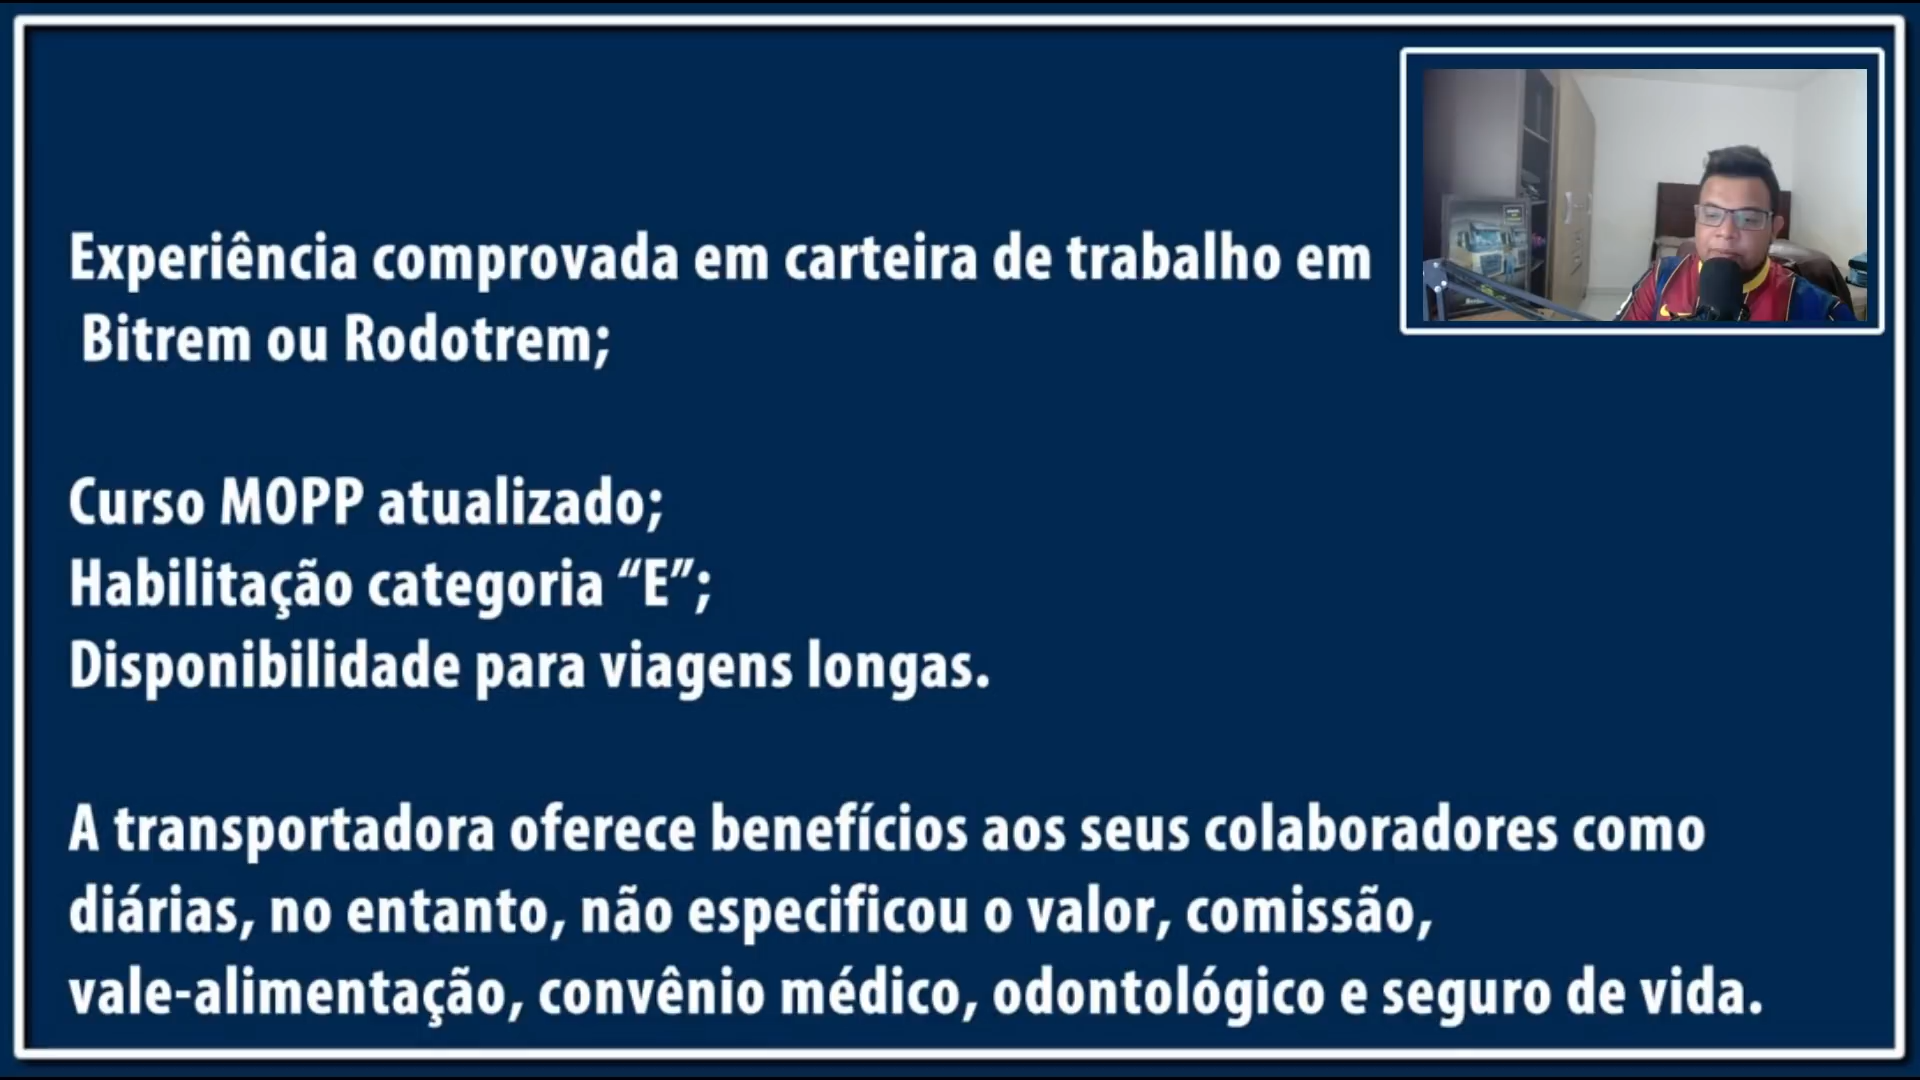 Experiência comprovada em carteira de trabalho em
Bitrem ou Rodotrem;
Curso MOPP atualizado;
Habilitação categoria “E”;
Disponibilidade para viagens longas.
A transportadora oferece benefícios aos seus colaboradores como
diárias, no entanto, não especificou o valor, comissão,
vale-alimentação, convênio médico, odontológico e seguro de vida.